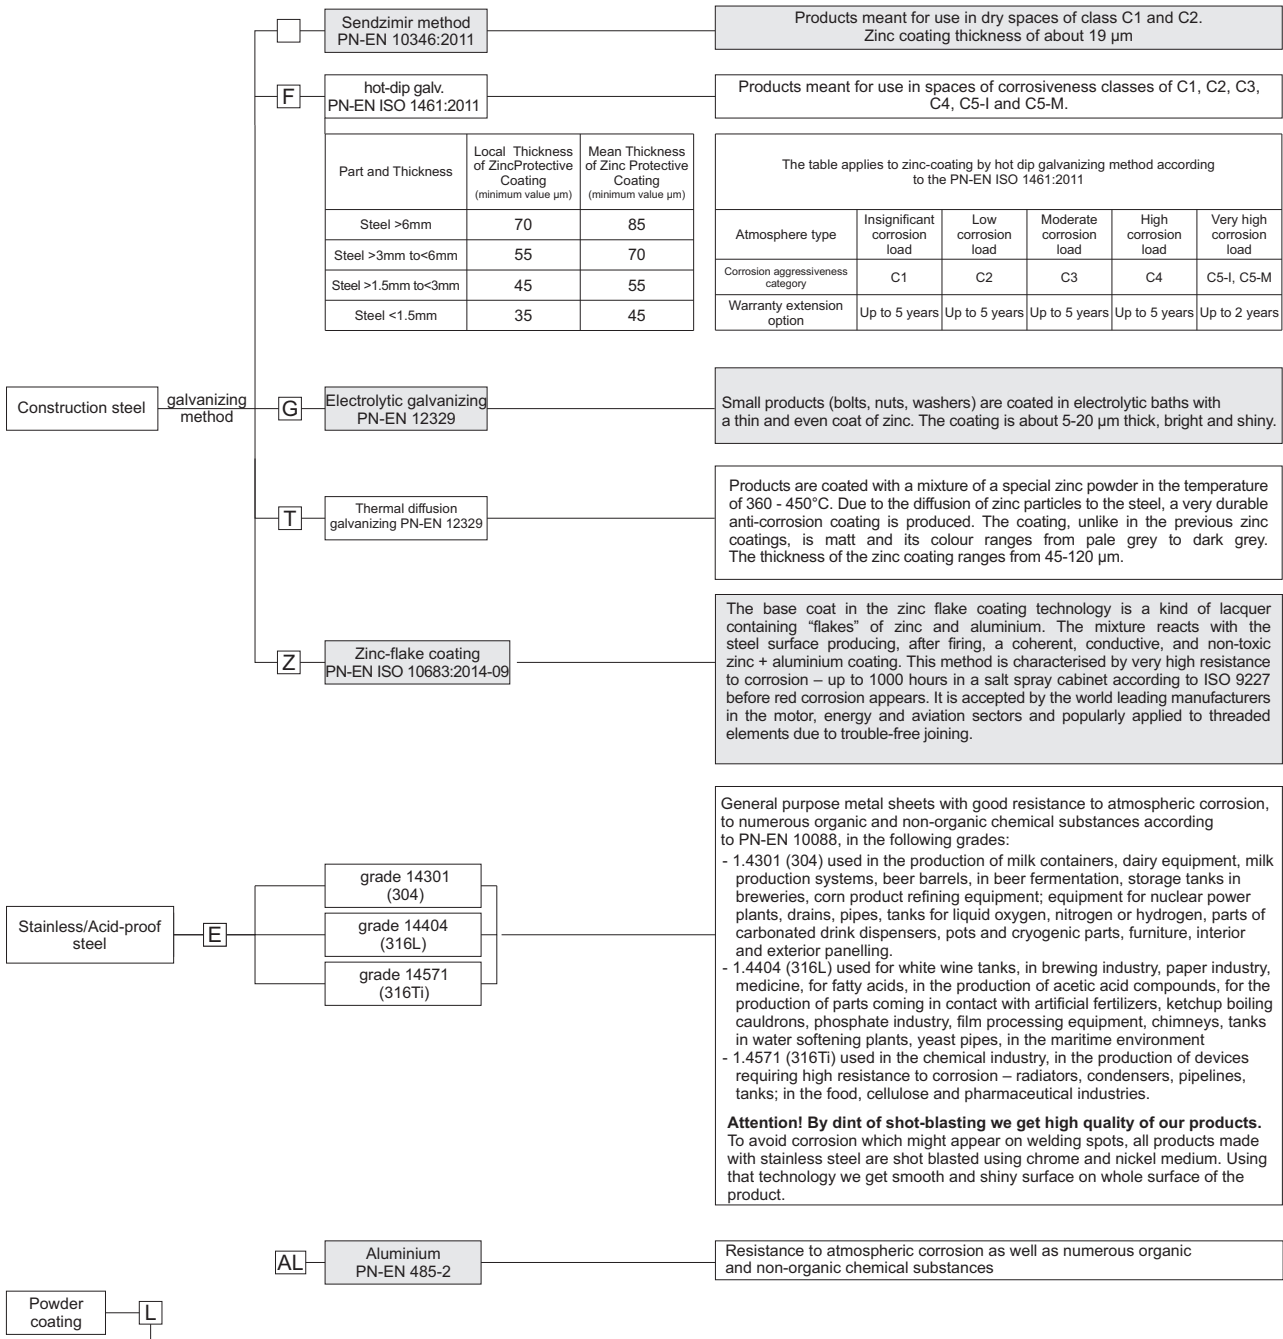 Sendzimir method
PN-EN 10346:2011
Products meant for use in dry spaces of class C1 and C2.
Zinc coating thickness of about 19 µm
F
hot-dip galv.
PN-EN ISO 1461:2011
Products meant for use in spaces of corrosiveness classes of C1, C2, C3,
C4, C5-I and C5-M.
Part and Thickness
Local Thickness
of ZincProtective
Coating
(minimum value µm)
Mean Thickness
of Zinc Protective
Coating
(minimum value µm)
Steel >6mm 70 85
Steel >3mm to<6mm 55 70
Steel >1.5mm to<3mm 45 55
Steel <1.5mm 35 45
The table applies to zinc-coating by hot dip galvanizing method according
to the PN-EN ISO 1461:2011
Atmosphere type
Insignificant
corrosion
load
Low
corrosion
load
Moderate
corrosion
load
High
corrosion
load
Very high
corrosion
load
Corrosion aggressiveness
category
C1 C2 C3 C4 C5-I, C5-M
Warranty extension
option
Up to 5 years Up to 5 years Up to 5 years Up to 5 years Up to 2 years
Construction steel
galvanizing
method
G
Electrolytic galvanizing
PN-EN 12329
Small products (bolts, nuts, washers) are coated in electrolytic baths with
a thin and even coat of zinc. The coating is about 5-20 µm thick, bright and shiny.
T
Thermal diffusion
galvanizing PN-EN 12329
Products are coated with a mixture of a special zinc powder in the temperature
of 360 - 450°C. Due to the diffusion of zinc particles to the steel, a very durable
anti-corrosion coating is produced. The coating, unlike in the previous zinc
coatings, is matt and its colour ranges from pale grey to dark grey.
The thickness of the zinc coating ranges from 45-120 µm.
Z
Zinc-flake coating
PN-EN ISO 10683:2014-09
The base coat in the zinc flake coating technology is a kind of lacquer
containing “flakes” of zinc and aluminium. The mixture reacts with the
steel surface producing, after firing, a coherent, conductive, and non-toxic
zinc + aluminium coating. This method is characterised by very high resistance
to corrosion – up to 1000 hours in a salt spray cabinet according to ISO 9227
before red corrosion appears. It is accepted by the world leading manufacturers
in the motor, energy and aviation sectors and popularly applied to threaded
elements due to trouble-free joining.
Stainless/Acid-proof
steel
E
grade 14301
(304)
grade 14404
(316L)
grade 14571
(316Ti)
General purpose metal sheets with good resistance to atmospheric corrosion,
to numerous organic and non-organic chemical substances according
to PN-EN 10088, in the following grades:
- 1.4301 (304) used in the production of milk containers, dairy equipment, milk
production systems, beer barrels, in beer fermentation, storage tanks in
breweries, corn product refining equipment; equipment for nuclear power
plants, drains, pipes, tanks for liquid oxygen, nitrogen or hydrogen, parts of
carbonated drink dispensers, pots and cryogenic parts, furniture, interior
and exterior panelling.
- 1.4404 (316L) used for white wine tanks, in brewing industry, paper industry,
medicine, for fatty acids, in the production of acetic acid compounds, for the
production of parts coming in contact with artificial fertilizers, ketchup boiling
cauldrons, phosphate industry, film processing equipment, chimneys, tanks
in water softening plants, yeast pipes, in the maritime environment
- 1.4571 (316Ti) used in the chemical industry, in the production of devices
requiring high resistance to corrosion – radiators, condensers, pipelines,
tanks; in the food, cellulose and pharmaceutical industries.
Attention! By dint of shot-blasting we get high quality of our products.
To avoid corrosion which might appear on welding spots, all products made
with stainless steel are shot blasted using chrome and nickel medium. Using
that technology we get smooth and shiny surface on whole surface of the
product.
AL
Aluminium
PN-EN 485-2
Resistance to atmospheric corrosion as well as numerous organic
and non-organic chemical substances
Powder
coating
L